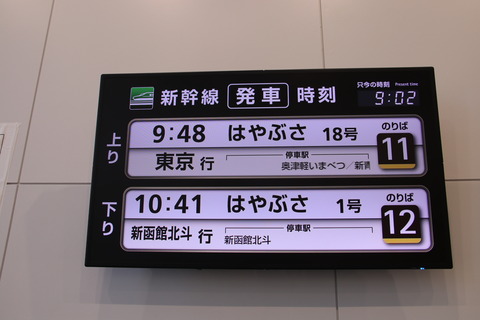 新幹線 発車 時刻
只今の時刻 Present time
9:02
上り
9:48 はやぶさ 18号 のりば
11
東京 行 停車駅
奥津軽いまべつ/新青
下り
10:41 はやぶさ 1号 のりば
12
新函館北斗 行 停車駅
新函館北斗